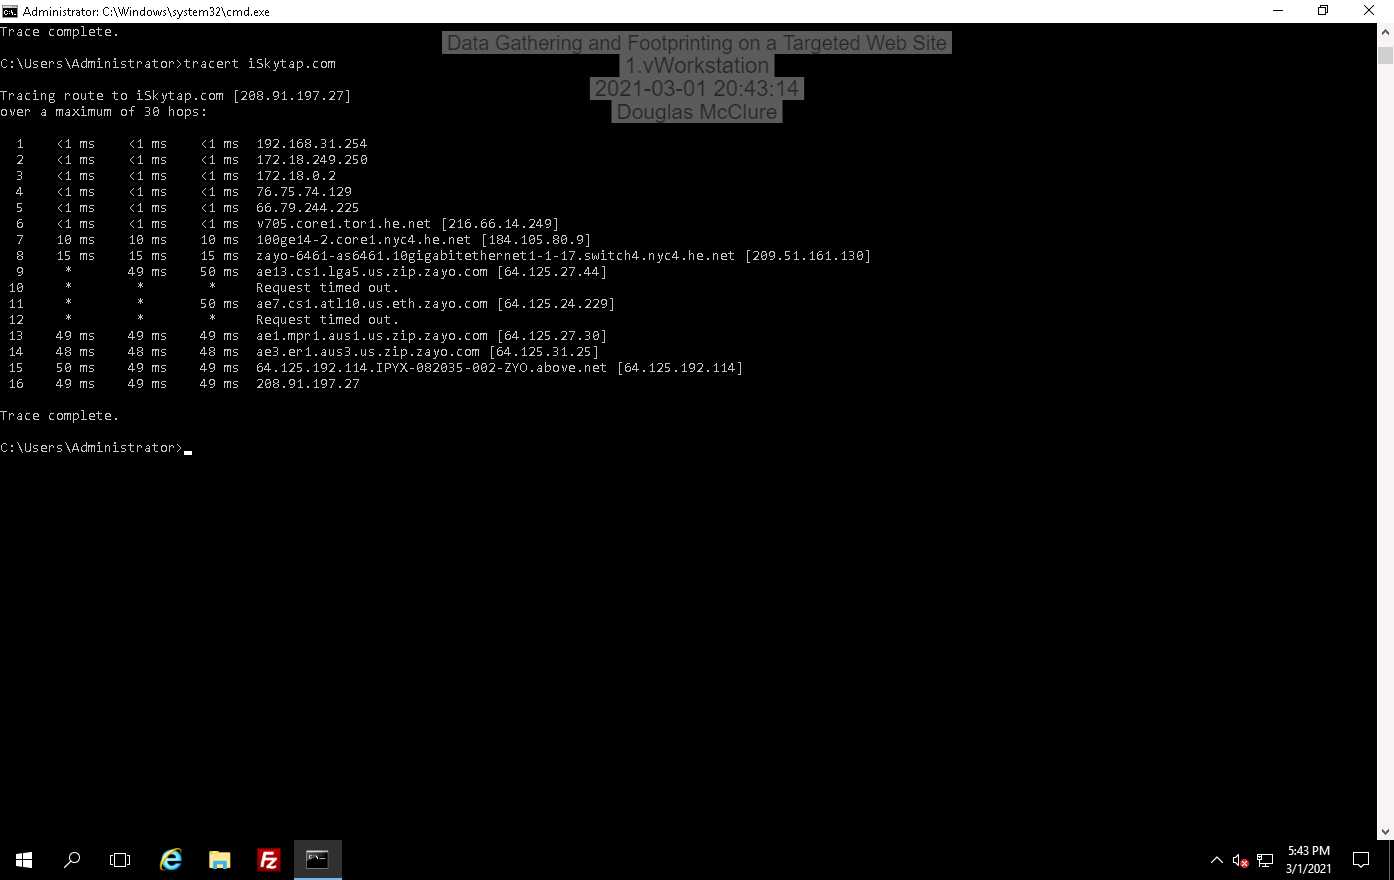 Administrator: C:\Windows\system32\cmd.exe
Trace complete.
Data Gathering and Footprinting on a Targeted Web Site
1.vWorkstation
2021-03-01 20:43:14
Douglas McClure
C:\Users\Administrator>tracert iSkytap.com
Tracing route to iSkytap.com [208.91.197.27]
over a maximum of 30 hops:
1 <1 ms <1 ms <1 ms 192.168.31.254
2 <1 ms <1 ms <1 ms 172.18.249.250
3 <1 ms <1 ms <1 ms 172.18.0.2
4 <1 ms <1 ms <1 ms 76.75.74.129
5 <1 ms <1 ms <1 ms 66.79.244.225
6 <1 ms <1 ms <1 ms v705.core1.tor1.he.net [216.66.14.249]
7 10 ms 10 ms 10 ms 100ge14-2.core1.nyc4.he.net [184.105.80.9]
8 15 ms 15 ms 15 ms zayo-6461-as6461.10gigabitethernet1-1-17.switch4.nyc4.he.net [209.51.161.130]
9 * 49 ms 50 ms ae13.cs1.lga5.us.zip.zayo.com [64.125.27.44]
10 * * * Request timed out.
11 * * 50 ms ae7.cs1.atl10.us.eth.zayo.com [64.125.24.229]
12 * * * Request timed out.
13 49 ms 49 ms 49 ms ae1.mpr1.aus1.us.zip.zayo.com [64.125.27.30]
14 48 ms 48 ms 48 ms ae3.er1.aus3.us.zip.zayo.com [64.125.31.25]
15 50 ms 49 ms 49 ms 64.125.192.114.IPYX-082035-002-ZYO.above.net [64.125.192.114]
16 49 ms 49 ms 49 ms 208.91.197.27
Trace complete.
C:\Users\Administrator>
5:43 PM
3/1/2021